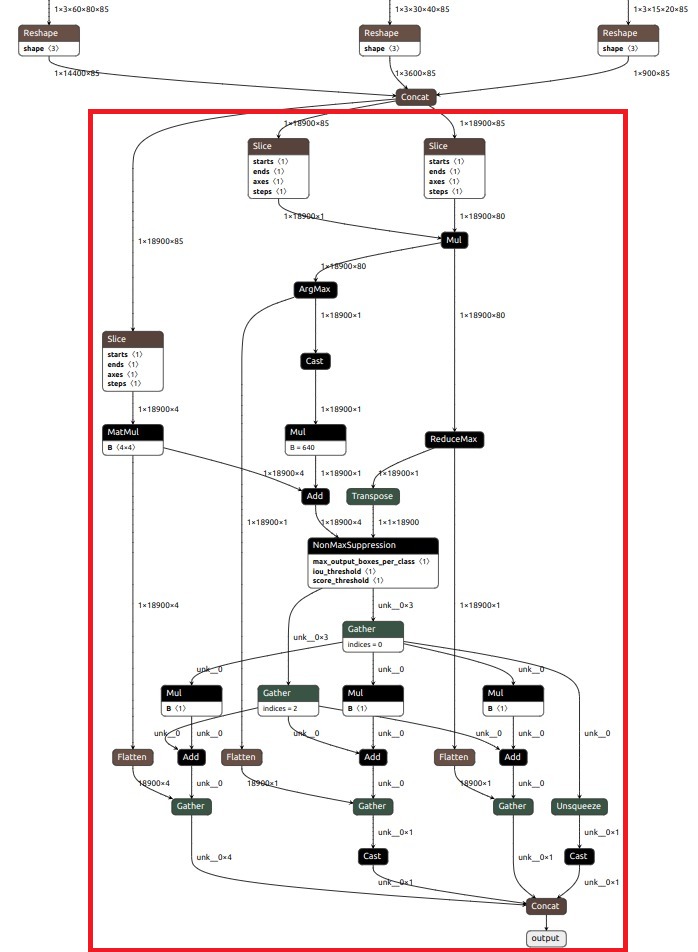 1×3×60×80×85
1×3×30×40×85
1×3×15×20×85
Reshape
shape ⟨3⟩
Reshape
shape ⟨3⟩
Reshape
shape ⟨3⟩
1×14400×85
1×3600×85
1×900×85
Concat
1×18900×85
1×18900×85
Slice
starts ⟨1⟩
ends ⟨1⟩
axes ⟨1⟩
steps ⟨1⟩
Slice
starts ⟨1⟩
ends ⟨1⟩
axes ⟨1⟩
steps ⟨1⟩
1×18900×1
1×18900×80
1×18900×85
Mul
1×18900×80
ArgMax
1×18900×1
1×18900×80
Slice
starts ⟨1⟩
ends ⟨1⟩
axes ⟨1⟩
steps ⟨1⟩
Cast
1×18900×4
1×18900×1
MatMul
B ⟨4×4⟩
Mul
B = 640
ReduceMax
1×18900×4
1×18900×1
1×18900×1
Add
Transpose
1×18900×1
1×18900×4
1×1×18900
NonMaxSuppression
max_output_boxes_per_class ⟨1⟩
iou_threshold ⟨1⟩
score_threshold ⟨1⟩
1×18900×4
unk__0×3
1×18900×1
Gather
indices = 0
unk__0×3
unk__0
unk__0
unk__0
Mul
B ⟨1⟩
Gather
indices = 2
Mul
B ⟨1⟩
Mul
B ⟨1⟩
unk__0
unk__0
unk__0
unk__0
unk__0
unk__0
unk__0
Flatten
Add
Flatten
Add
Flatten
Add
18900×4
unk__0
18900×1
unk__0
18900×1
unk__0
Gather
Gather
Gather
Unsqueeze
unk__0×1
unk__0×1
unk__0×4
Cast
unk__0×1
Cast
unk__0×1
unk__0×1
Concat
output